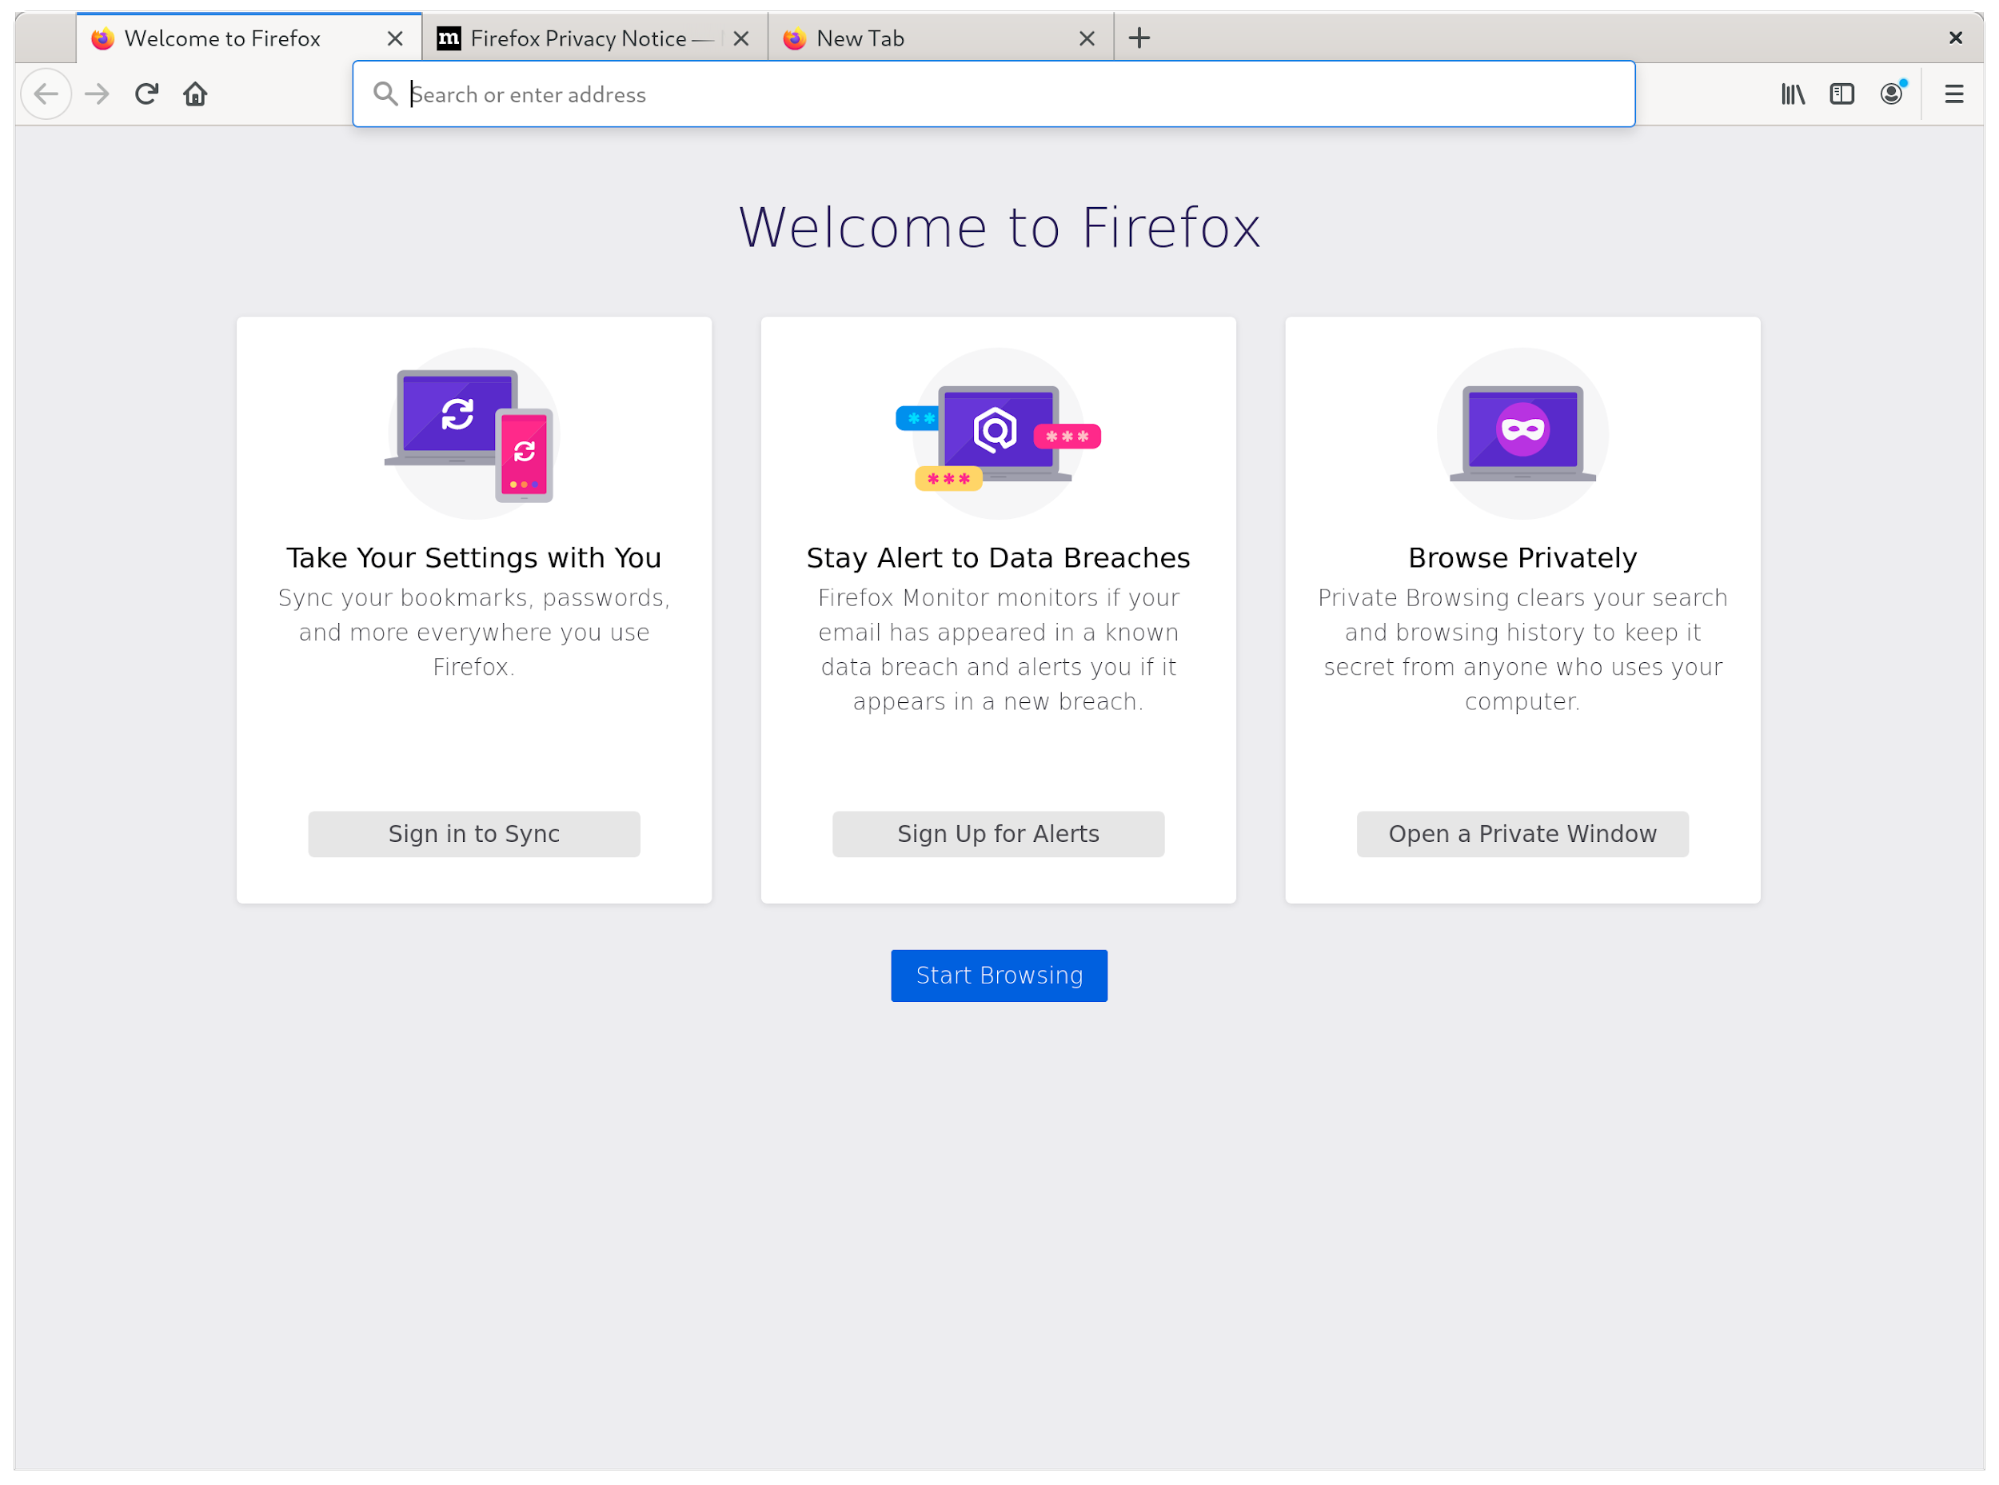 Welcome to Firefox
Firefox Privacy Notice —
New Tab
Search or enter address
Welcome to Firefox
Take Your Settings with You
Sync your bookmarks, passwords,
and more everywhere you use
Firefox.
Sign in to Sync
Stay Alert to Data Breaches
Firefox Monitor monitors if your
email has appeared in a known
data breach and alerts you if it
appears in a new breach.
Sign Up for Alerts
Browse Privately
Private Browsing clears your search
and browsing history to keep it
secret from anyone who uses your
computer.
Open a Private Window
Start Browsing